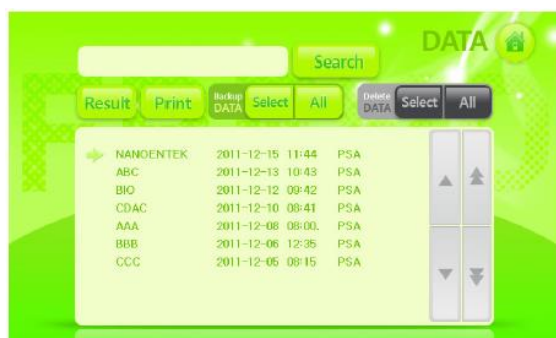 DATA
Search
Result Print Backup DATA Select All Delete DATA Select All
NANOENTEK 2011-12-15 11:44 PSA
ABC 2011-12-13 10:43 PSA
BIO 2011-12-12 09:42 PSA
CDAC 2011-12-10 08:41 PSA
AAA 2011-12-08 08:00. PSA
BBB 2011-12-06 12:35 PSA
CCC 2011-12-05 08:15 PSA